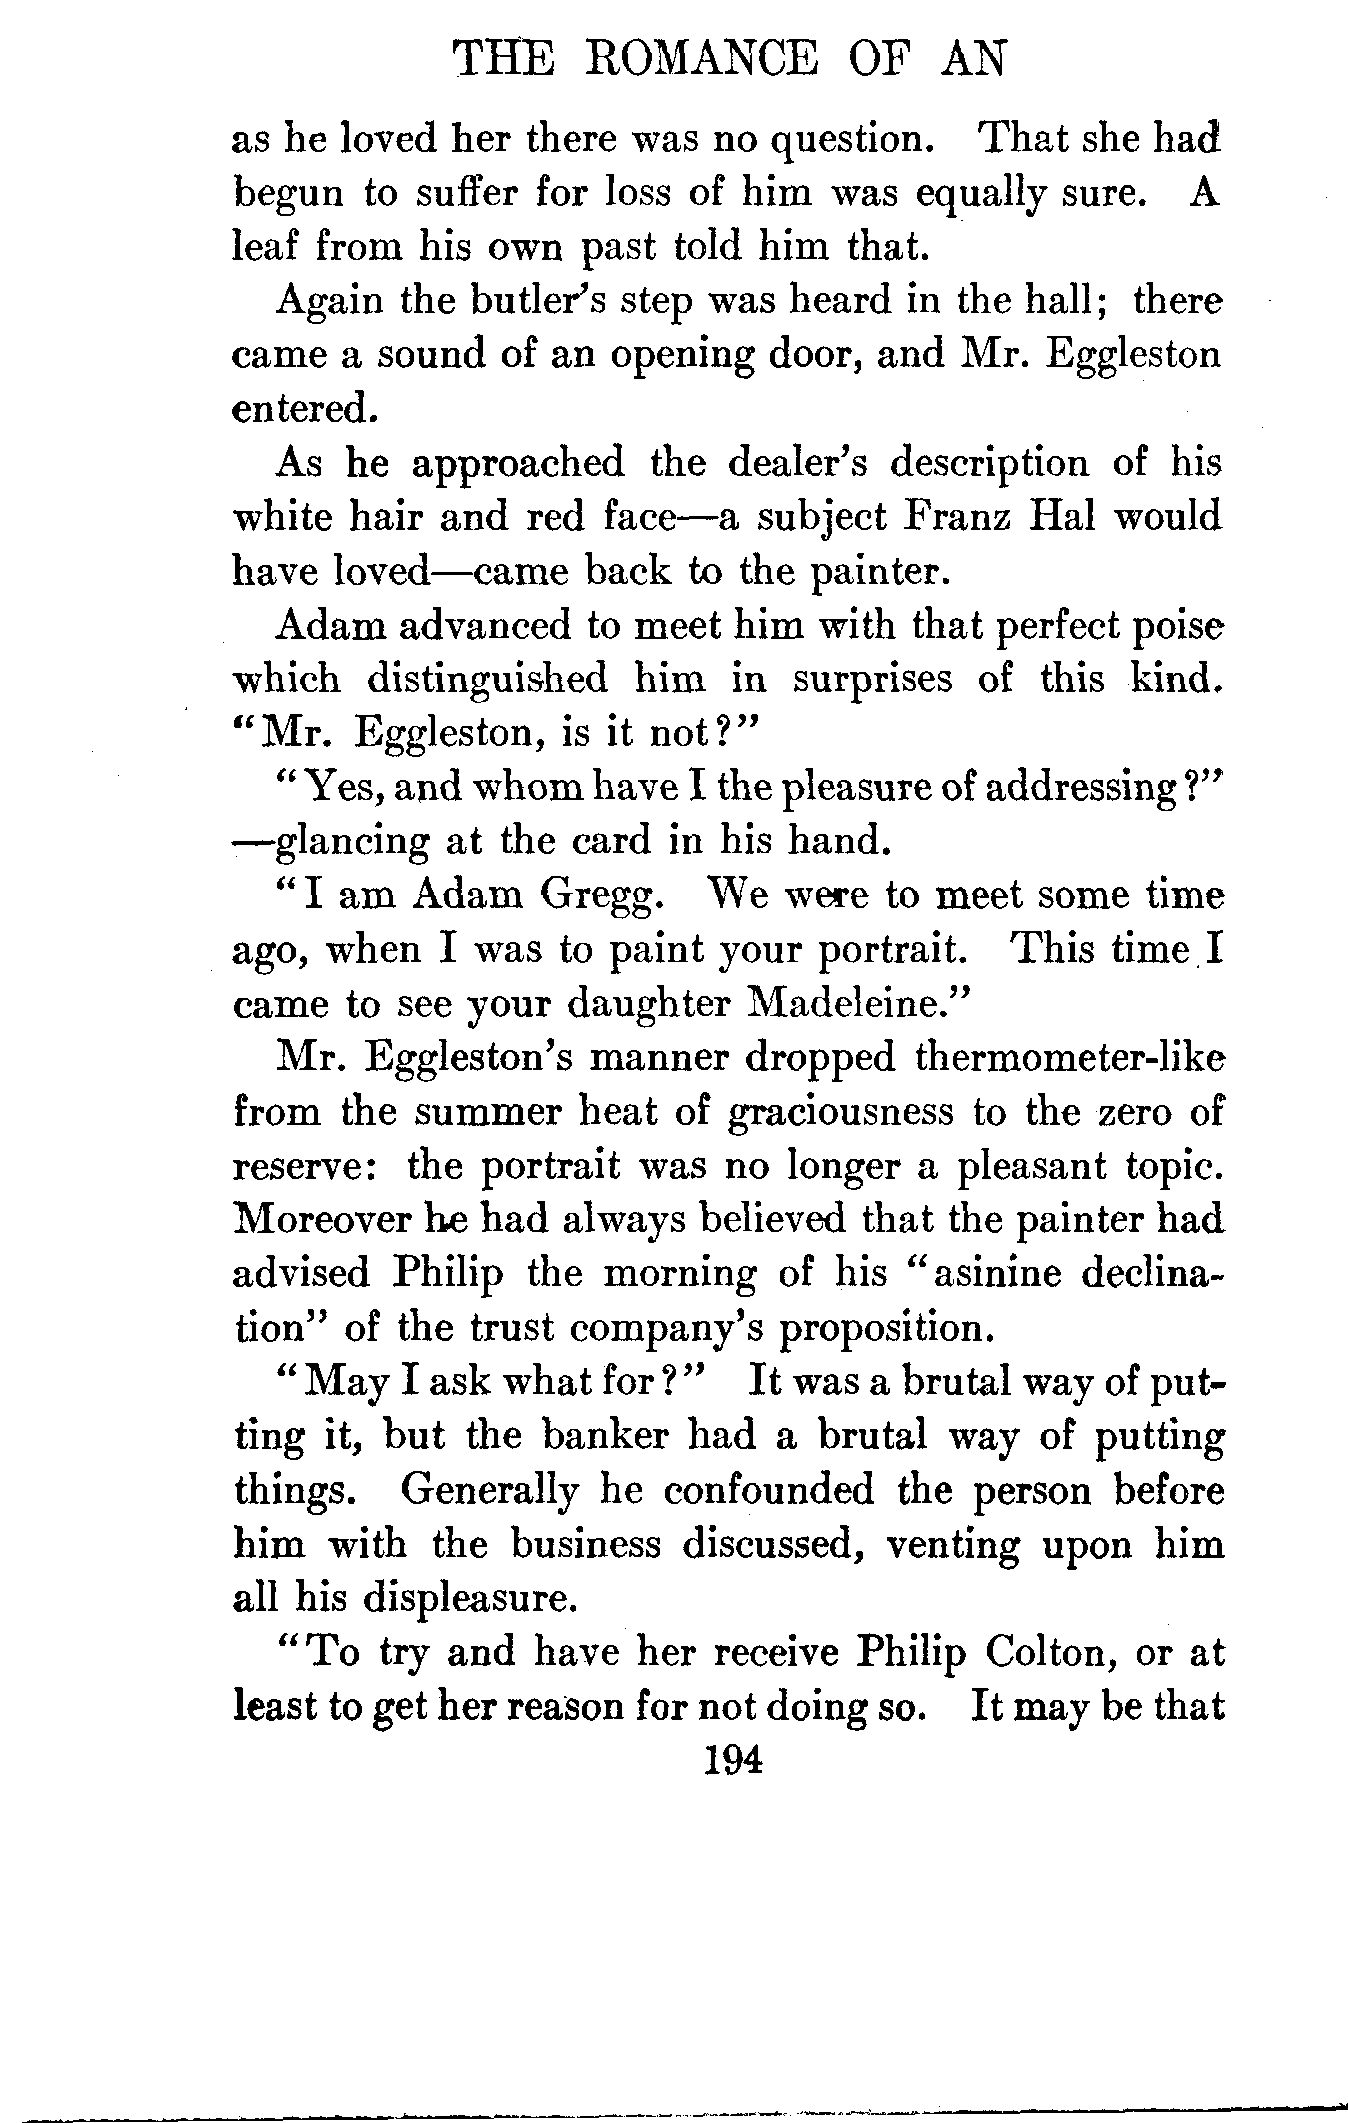 THE ROMANCE OF AN
as he loved her there was no question. That she had
begun to suffer for loss of him was equally sure. A
leaf from his own past told him that.
Again the butler's step was heard in the hall; there
came a sound of an opening door, and Mr. Eggleston
entered.
As he approached the dealer's description of his
white hair and red face—a subject Franz Hal would
have loved—came back to the painter.
Adam advanced to meet him with that perfect poise
which distinguished him in surprises of this kind.
"Mr. Eggleston, is it not?"
"Yes, and whom have I the pleasure of addressing?"
—glancing at the card in his hand.
"I am Adam Gregg. We were to meet some time
ago, when I was to paint your portrait. This time I
came to see your daughter Madeleine."
Mr. Eggleston's manner dropped thermometer-like
from the summer heat of graciousness to the zero of
reserve: the portrait was no longer a pleasant topic.
Moreover he had always believed that the painter had
advised Philip the morning of his "asinine declina-
tion" of the trust company's proposition.
"May I ask what for?" It was a brutal way of put-
ting it, but the banker had a brutal way of putting
things. Generally he confounded the person before
him with the business discussed, venting upon him
all his displeasure.
"To try and have her receive Philip Colton, or at
least to get her reason for not doing so. It may be that
194